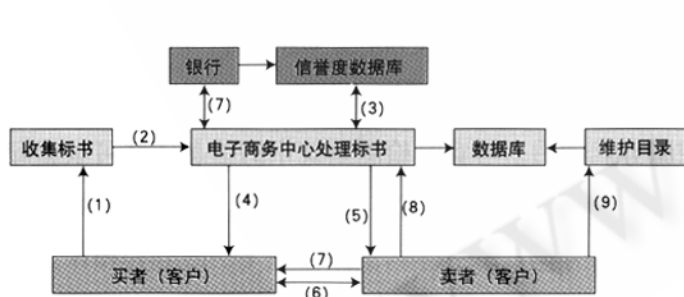 银行
信誉度数据库
(7)
(3)
收集标书
(2)
电子商务中心处理标书
数据库
维护目录
(1)
(4)
(5)
(8)
(9)
买者（客户）
(7)
(6)
卖者（客户）
WW